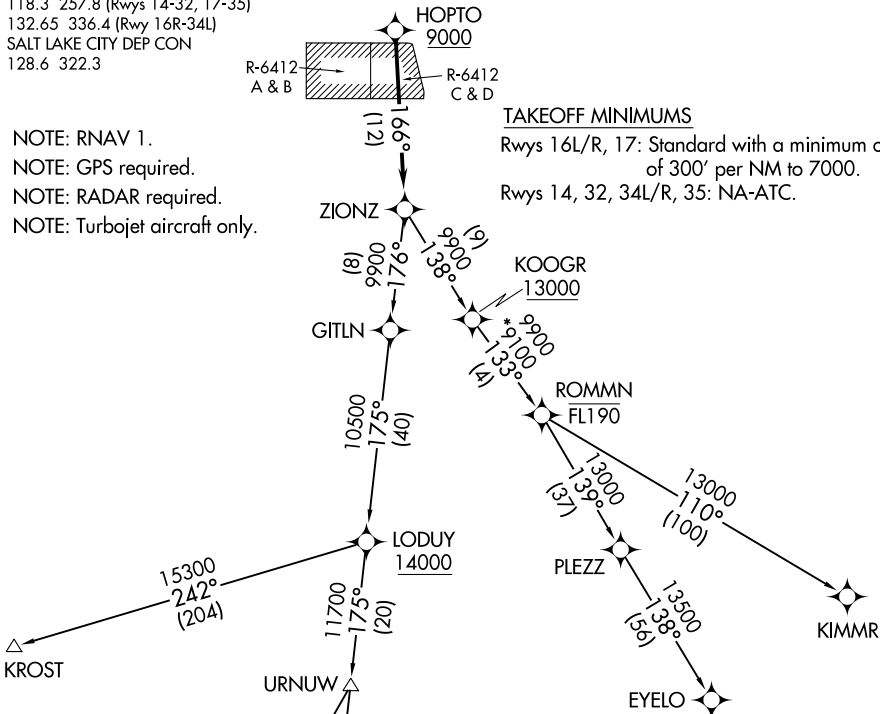 118.3 257.8 (Rwys 14-32, 17-35)
132.65 336.4 (Rwy 16R-34L)
SALT LAKE CITY DEP CON
128.6 322.3
HOPTO
9000
R-6412
A & B
R-6412
C & D
166°
(12)
NOTE: RNAV 1.
NOTE: GPS required.
NOTE: RADAR required.
NOTE: Turbojet aircraft only.
TAKEOFF MINIMUMS
Rwys 16L/R, 17: Standard with a minimum
of 300' per NM to 7000.
Rwys 14, 32, 34L/R, 35: NA-ATC.
ZIONZ
9900
176°
(8)
(9)
9900
138°
KOOGR
13000
GITLN
9900
*9100
133°
(4)
ROMMN
FL190
10500
175°
(40)
13000
139°
(37)
13000
110°
(100)
LODUY
14000
PLEZZ
15300
242°
(204)
11700
175°
(20)
13500
138°
(56)
KIMMR
KROST
URNUW
EYELO